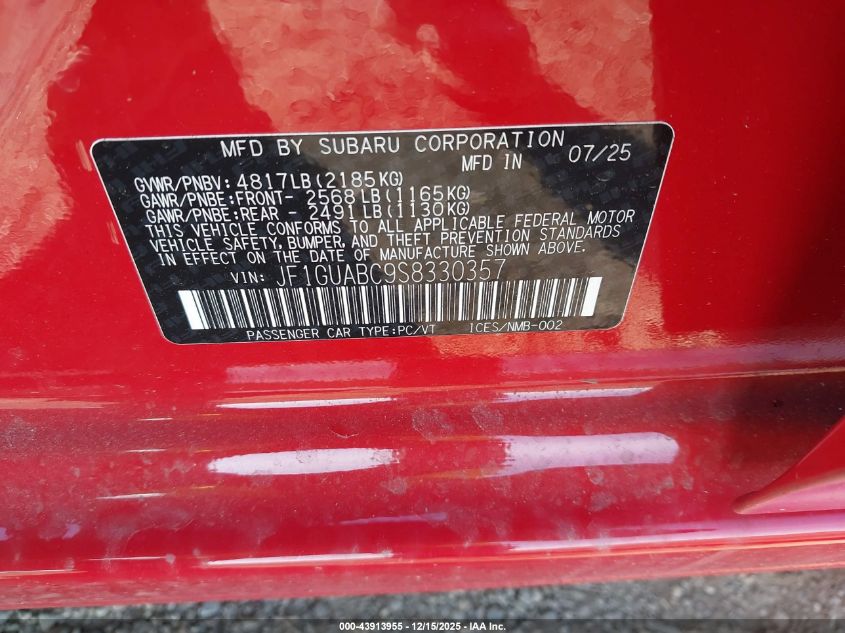 MFD BY SUBARU CORPORATION
MFD IN 07/25
GVWR/PNBV: 4817LB(2185KG)
GAWR/PNBE:FRONT- 2568LB(1165KG)
GAWR/PNBE:REAR - 2491LB(1130KG)
THIS VEHICLE CONFORMS TO ALL APPLICABLE FEDERAL MOTOR
VEHICLE SAFETY, BUMPER, AND THEFT PREVENTION STANDARDS
IN EFFECT ON THE DATE OF MANUFACTURE SHOWN ABOVE.
VIN: JF1GUABC9S8330357
PASSENGER CAR TYPE:PC/VT ICES/NMB-002
000-43913955 - 12/15/2025 - IAA Inc.